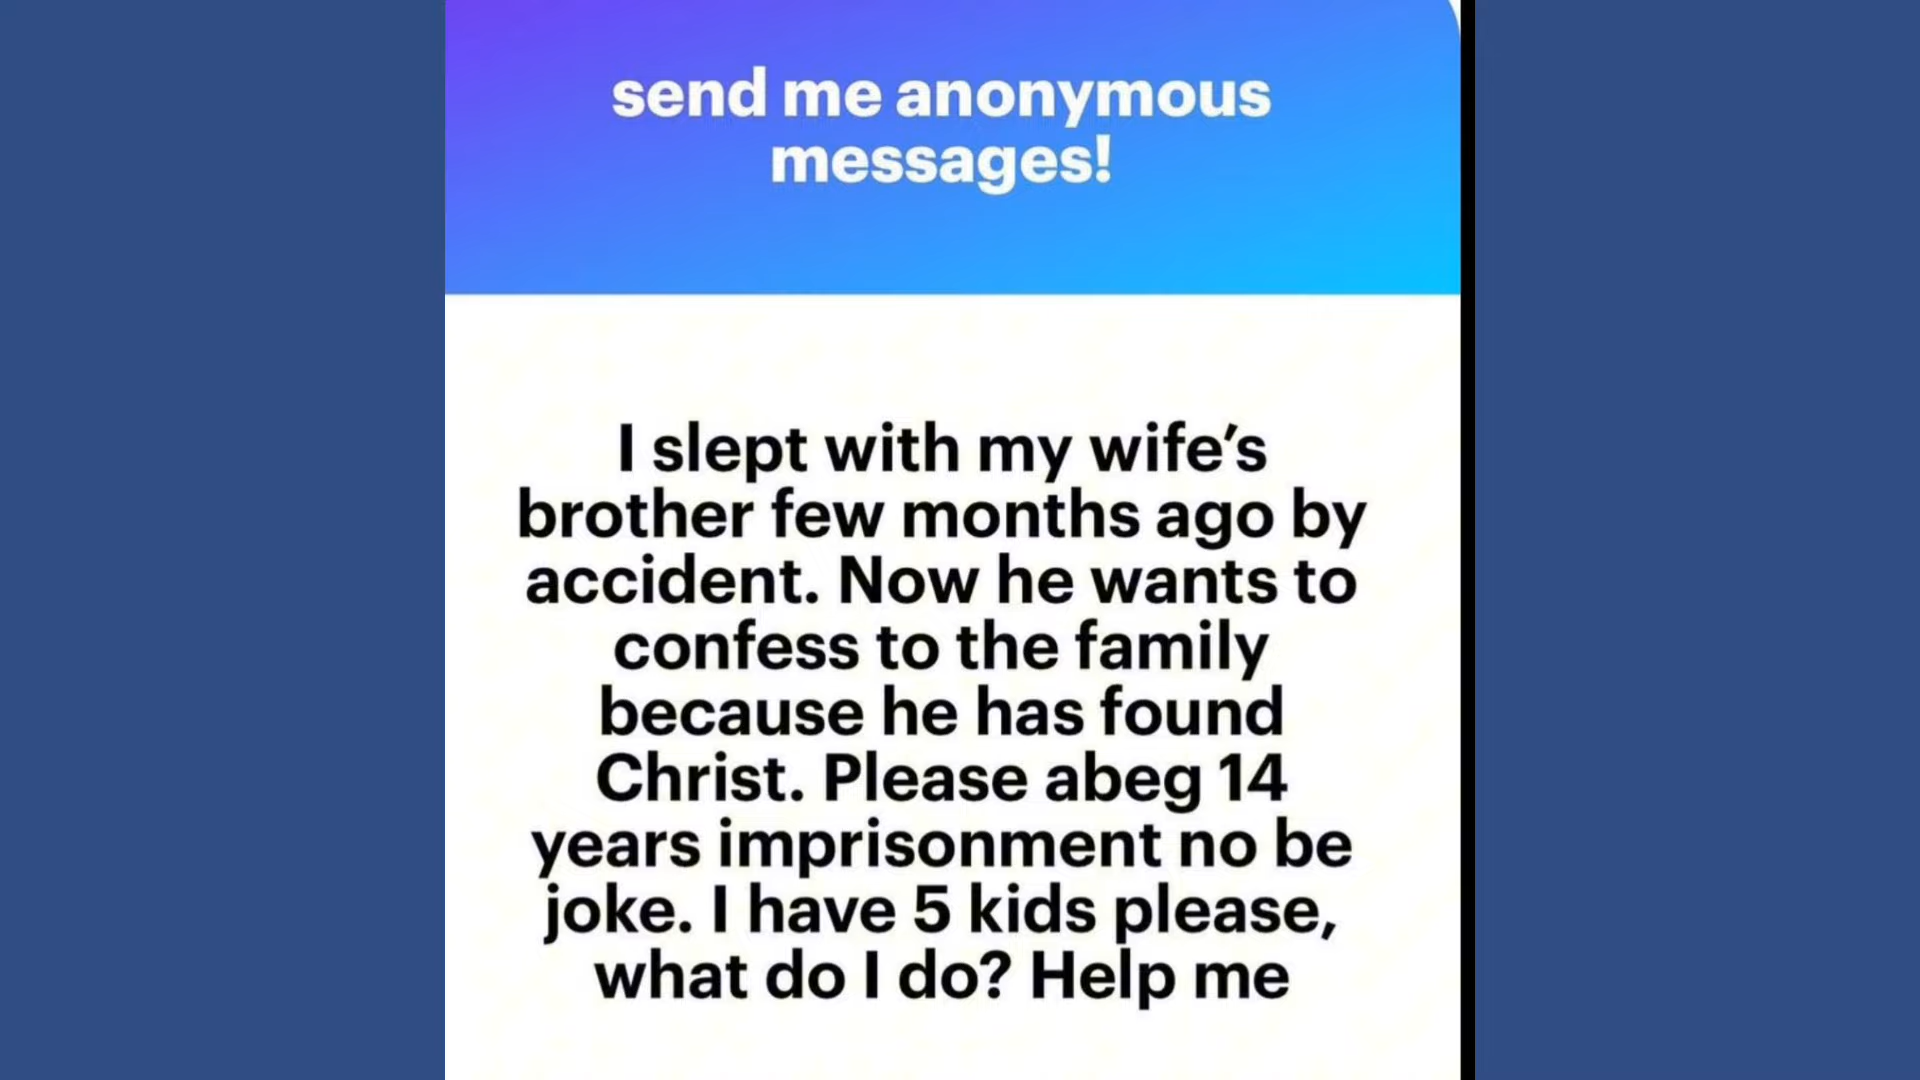 send me anonymous
messages!
I slept with my wife’s
brother few months ago by
accident. Now he wants to
confess to the family
because he has found
Christ. Please abeg 14
years imprisonment no be
joke. I have 5 kids please,
what do I do? Help me